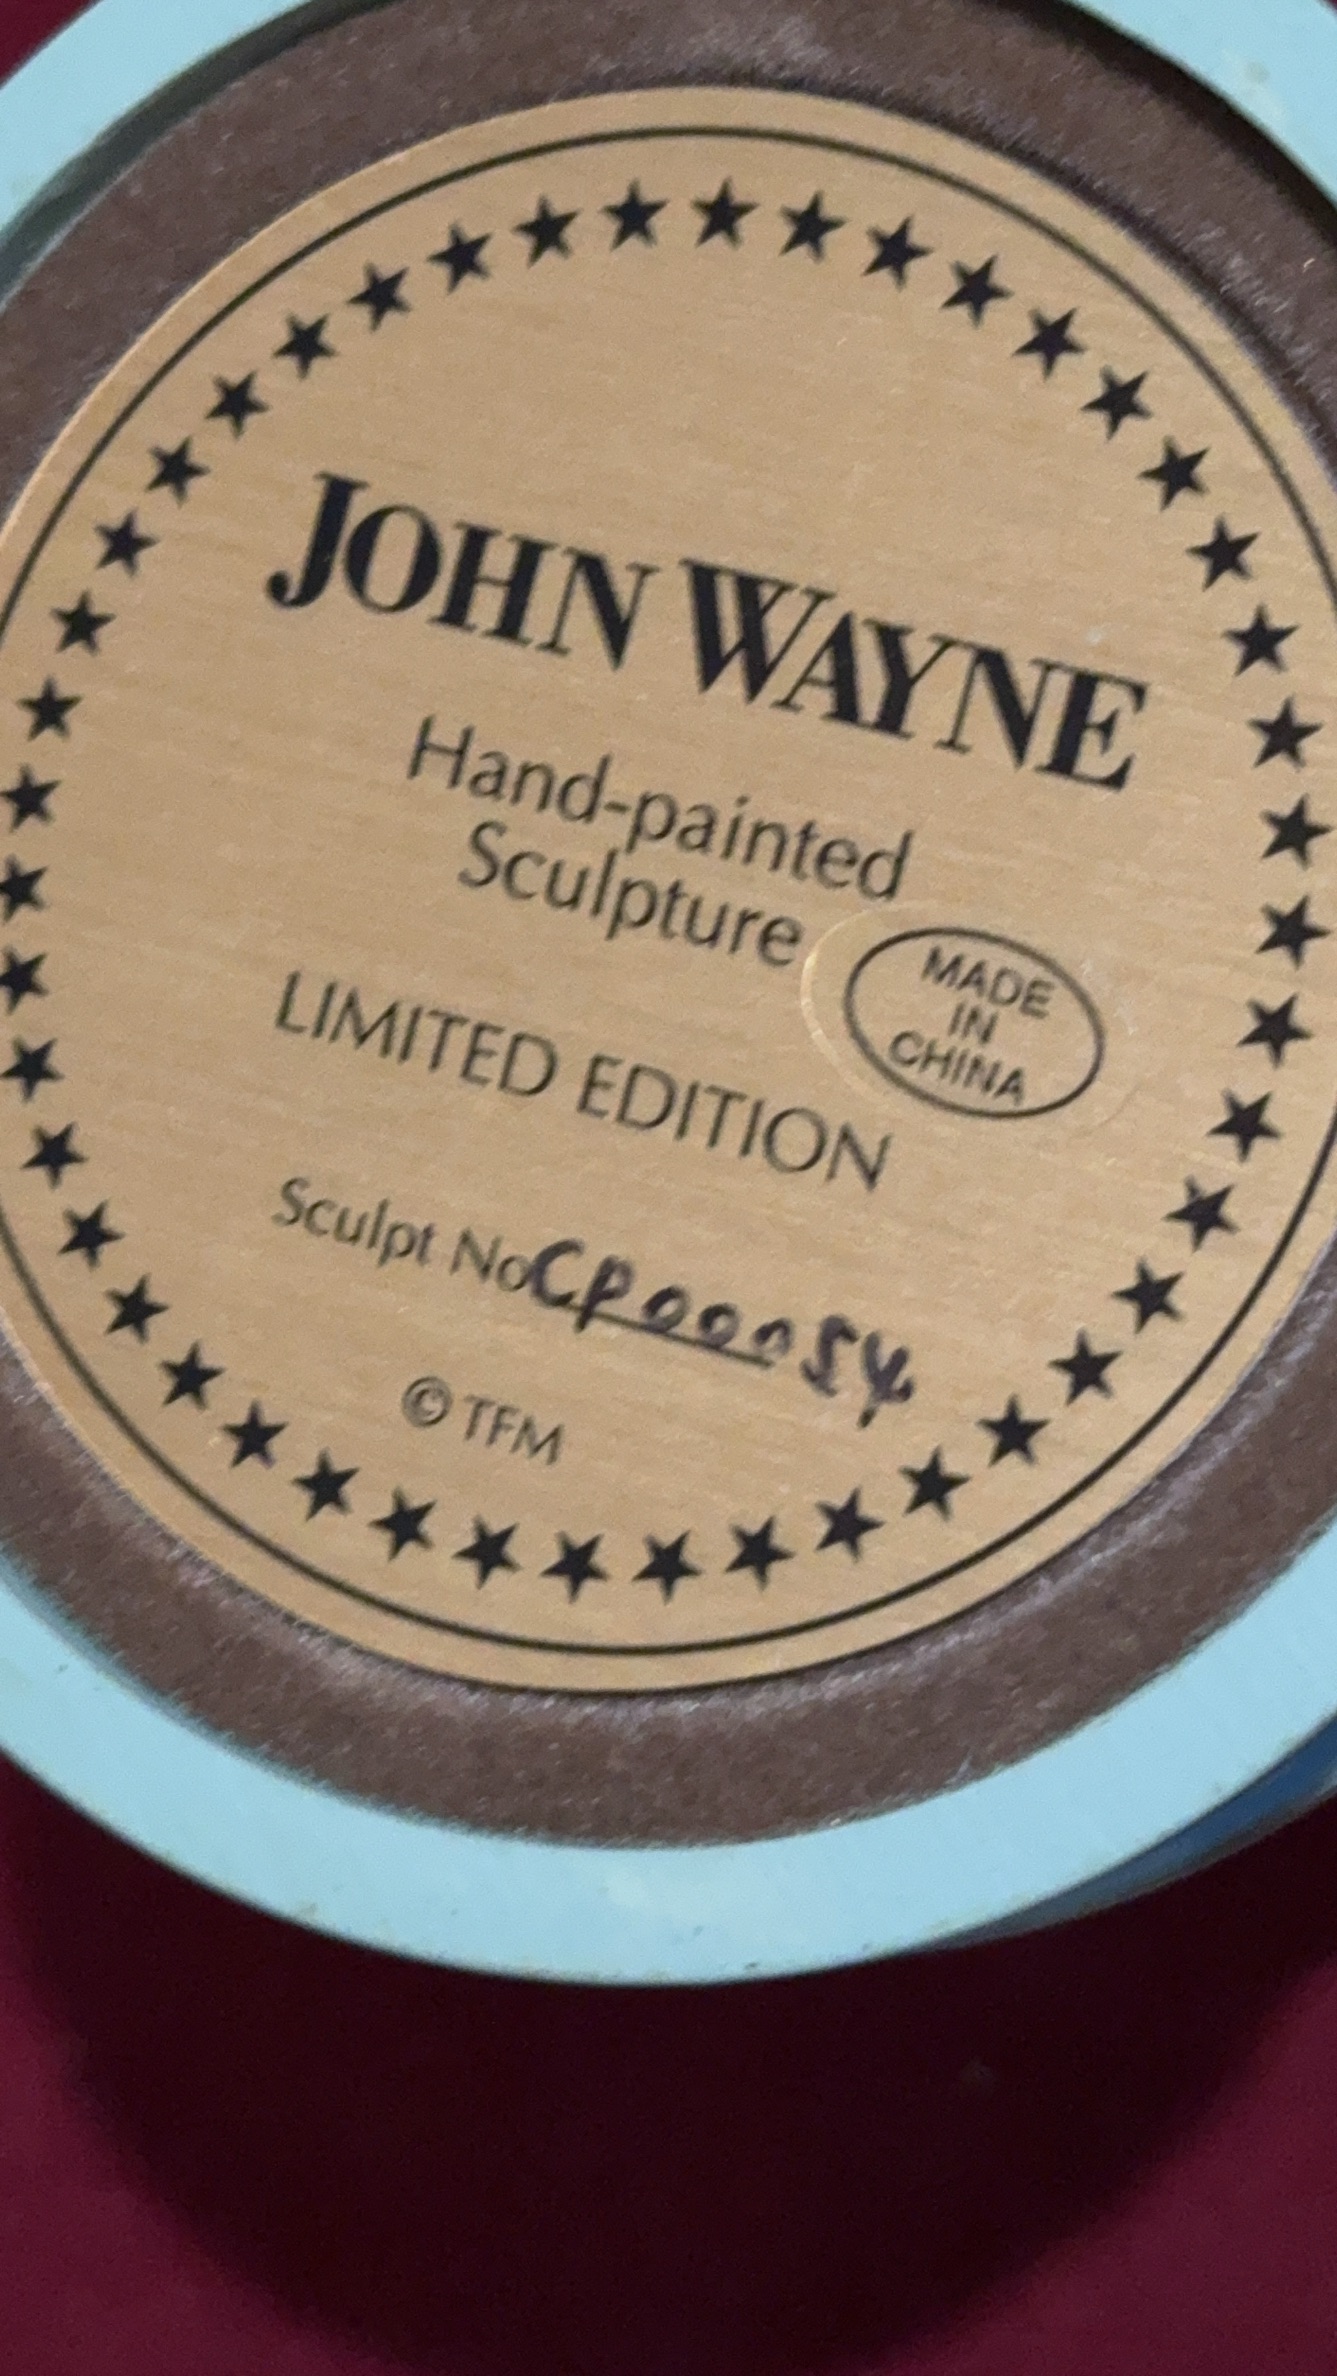 JOHN WAYNE
Hand-painted
Sculpture
MADE
IN
CHINA
LIMITED EDITION
Sculpt No CP00054
© TFM